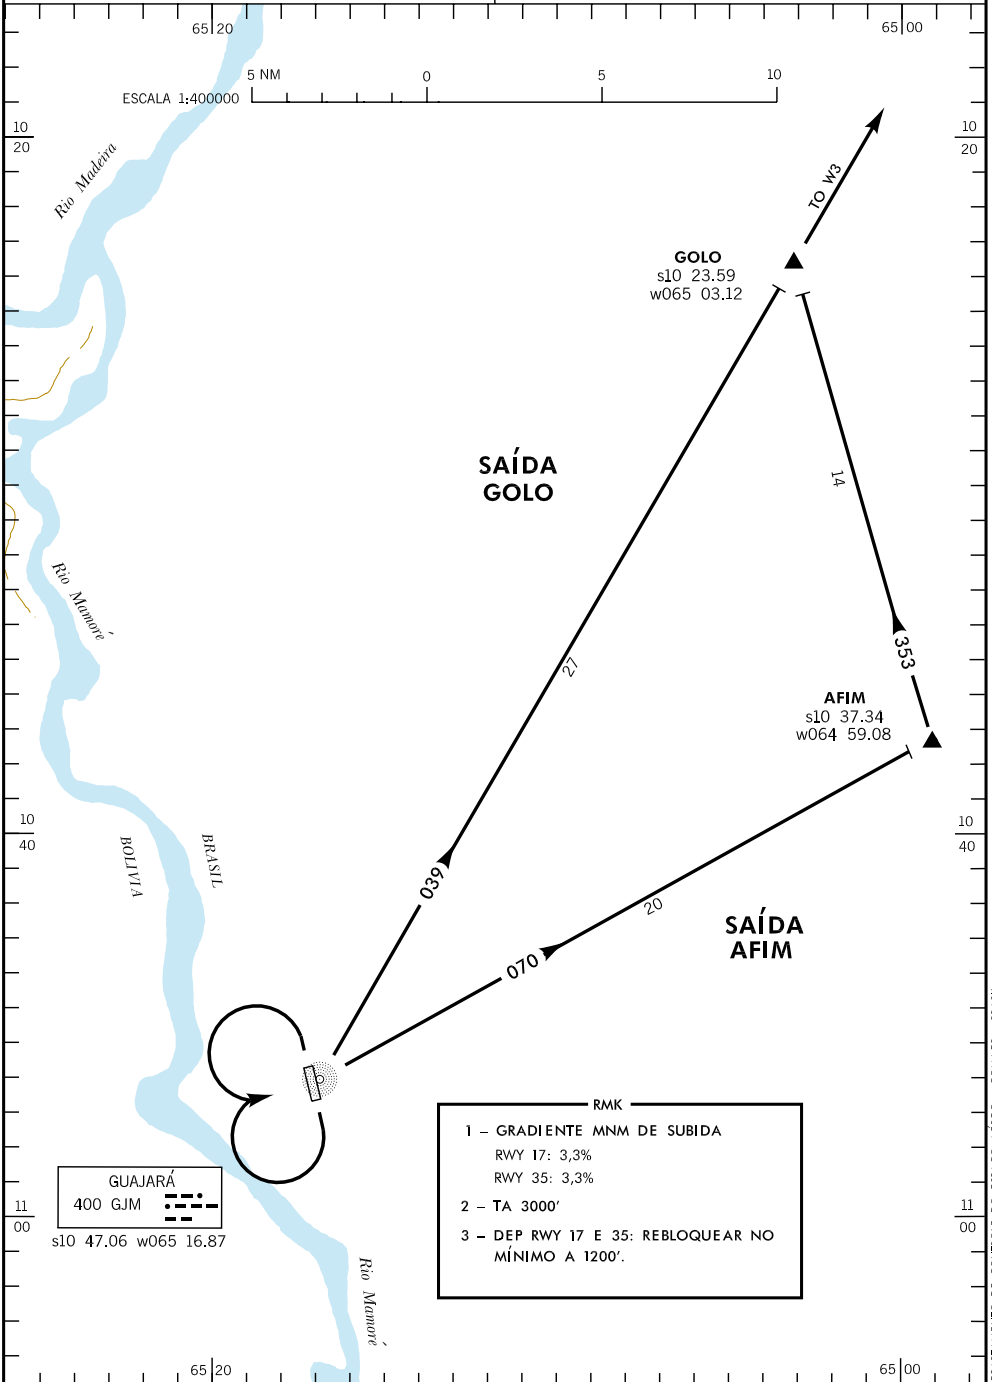 65 20
65 00
5 NM 0 5 10
ESCALA 1:400000
10
20
10
20
Rio Madeira
TO W3
GOLO
s10 23.59
w065 03.12
SAÍDA
GOLO
14
Rio Mamoré
27
353
AFIM
s10 37.34
w064 59.08
10
40
10
40
BOLIVIA
BRASIL
039
20
SAÍDA
AFIM
070
RMK
1 – GRADIENTE MNM DE SUBIDA
RWY 17: 3,3%
RWY 35: 3,3%
2 – TA 3000'
3 – DEP RWY 17 E 35: REBLOQUEAR NO
MÍNIMO A 1200'.
GUAJARÁ
400 GJM
s10 47.06 w065 16.87
11
00
11
00
Rio Mamoré
65 20
65 00